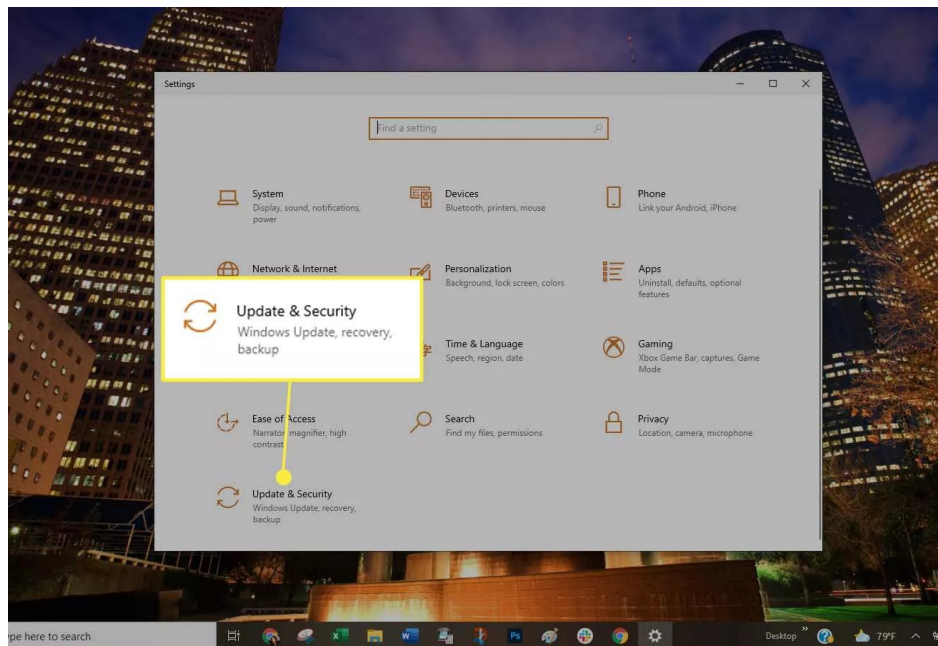 Settings
Find a setting
System
Display, sound, notifications,
power
Devices
Bluetooth, printers, mouse
Phone
Link your Android, iPhone
Network & Internet
Personalization
Background, lock screen, colors
Apps
Uninstall, defaults, optional
features
Update & Security
Windows Update, recovery,
backup
Time & Language
Speech, region, date
Gaming
Xbox Game Bar, captures, Game
Mode
Ease of Access
Narrator, magnifier, high
contrast
Search
Find my files, permissions
Privacy
Location, camera, microphone
Update & Security
Windows Update, recovery,
backup
pe here to search
Ps
Desktop
79°F